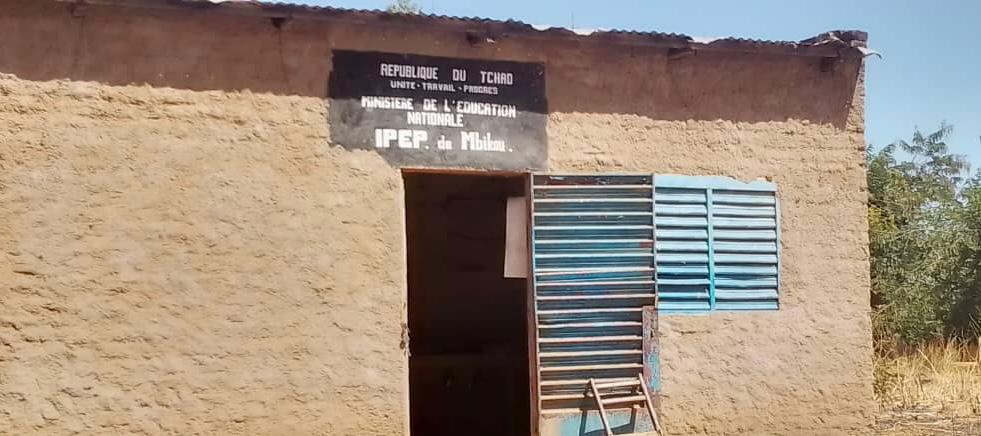 REPUBLIQUE DU TCHAD
UNITE - TRAVAIL - PROGRES
MINISTERE DE L'EDUCATION
NATIONALE
IPEP. de Mbikou.